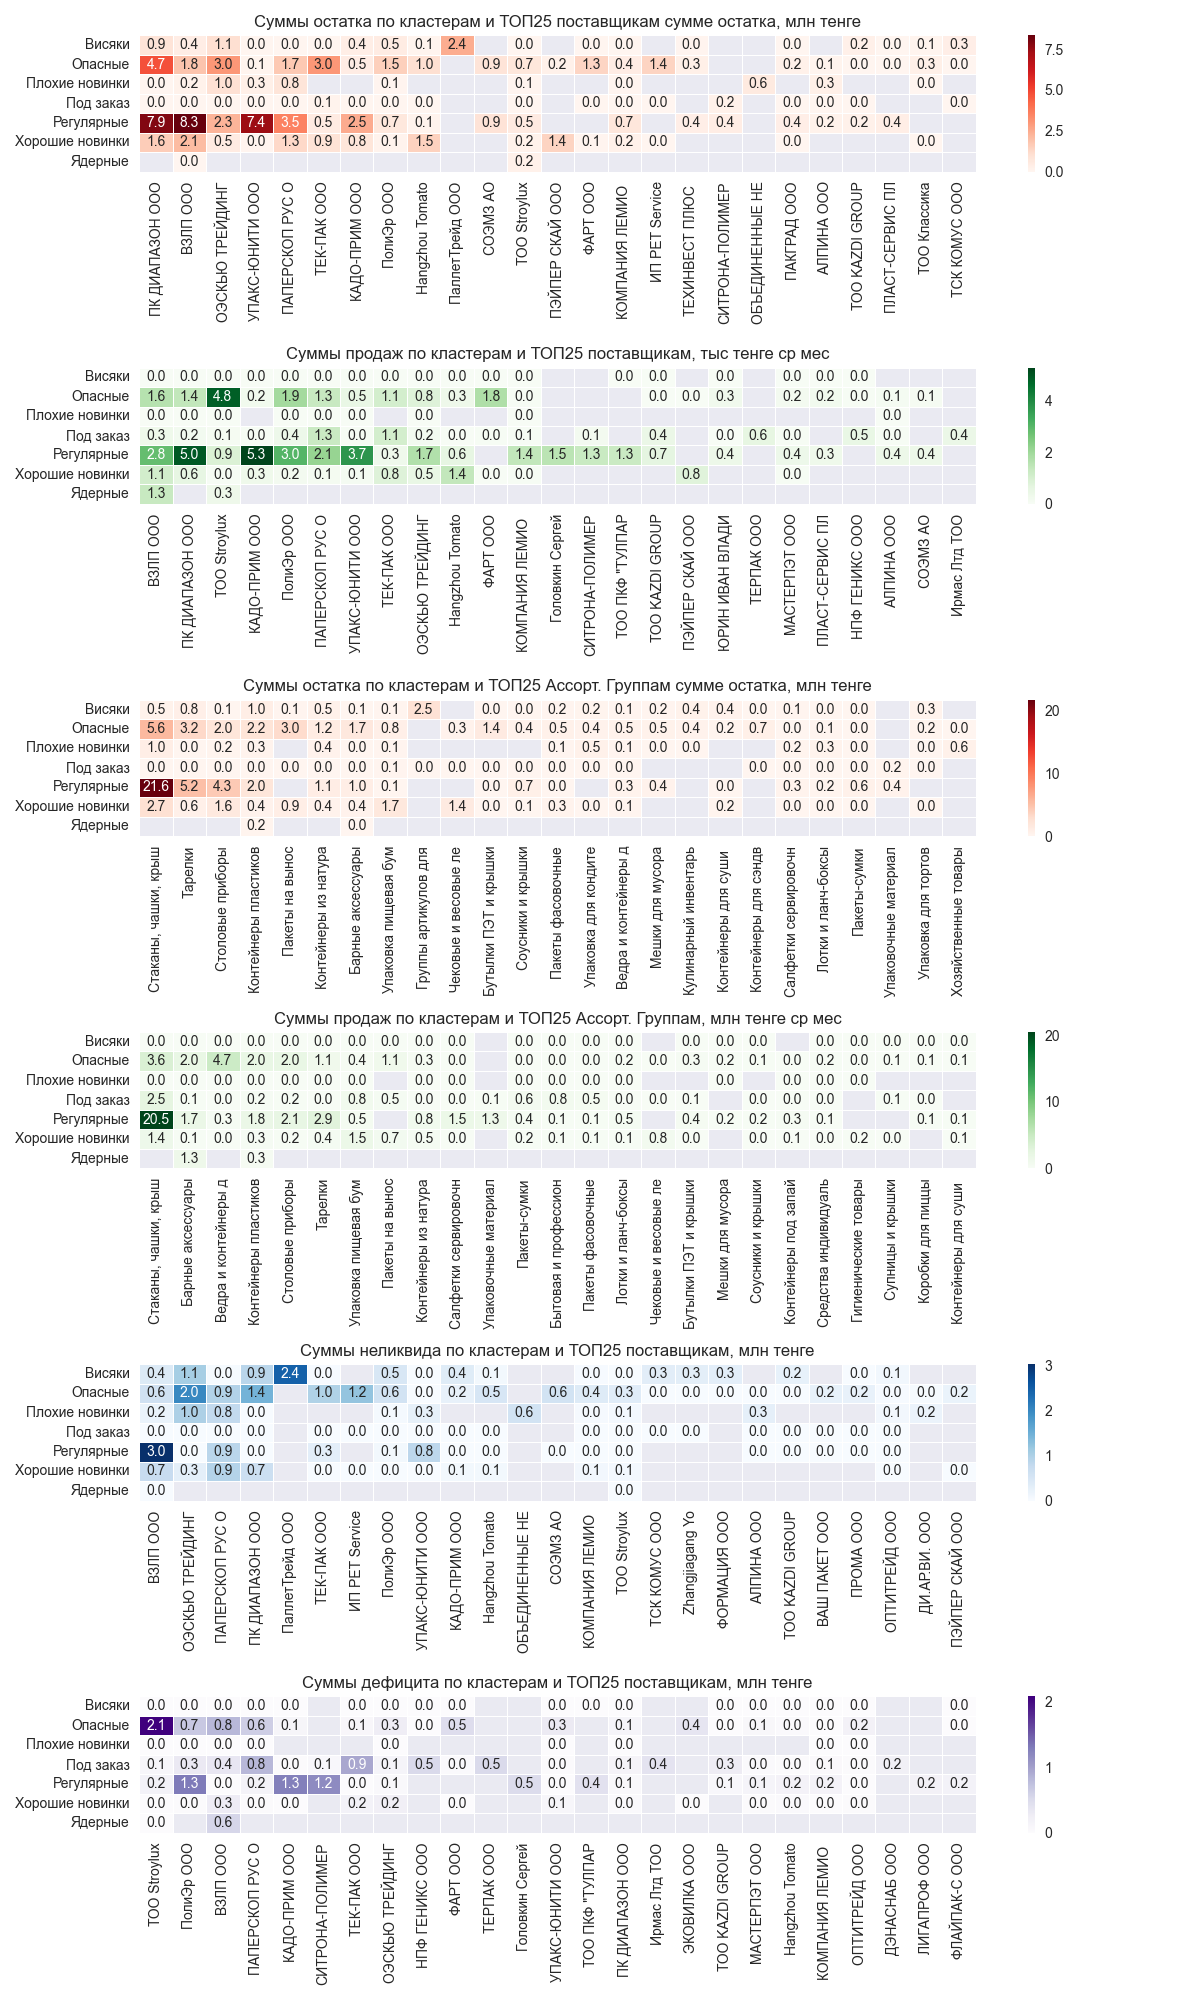 Суммы остатка по кластерам и ТОП25 поставщикам сумме остатка, млн тенге
Висяки 0.9 0.4 1.1 0.0 0.0 0.0 0.4 0.5 0.1 2.4 0.0 0.0 0.0 0.0 0.0 0.2 0.0 0.1 0.3
Опасные 4.7 1.8 3.0 0.1 1.7 3.0 0.5 1.5 1.0 0.9 0.7 0.2 1.3 0.4 1.4 0.3 0.2 0.1 0.0 0.0 0.3 0.0
Плохие новинки 0.0 0.2 1.0 0.3 0.8 0.1 0.1 0.0 0.6 0.3 0.0
Под заказ 0.0 0.0 0.0 0.0 0.0 0.1 0.0 0.0 0.0 0.0 0.0 0.0 0.0 0.2 0.0 0.0 0.0 0.0
Регулярные 7.9 8.3 2.3 7.4 3.5 0.5 2.5 0.7 0.1 0.9 0.5 0.7 0.4 0.4 0.4 0.2 0.2 0.4
Хорошие новинки 1.6 2.1 0.5 0.0 1.3 0.9 0.8 0.1 1.5 0.2 1.4 0.1 0.2 0.0 0.0 0.0
Ядерные 0.0 0.2
7.5
5.0
2.5
0.0
ПК ДИАПАЗОН ООО
ВЗЛП ООО
ОЭСКЬЮ ТРЕЙДИНГ
УПАКС-ЮНИТИ ООО
ПАПЕРСКОП РУС О
ТЕК-ПАК ООО
КАДО-ПРИМ ООО
ПолиЭр ООО
Hangzhou Tomato
ПаллетТрейд ООО
СОЭМЗ АО
ТОО Stroylux
ПЭЙПЕР СКАЙ ООО
ФАРТ ООО
КОМПАНИЯ ЛЕМИО
ИП PET Service
ТЕХИНВЕСТ ПЛЮС
СИТРОНА-ПОЛИМЕР
ОБЪЕДИНЕННЫЕ НЕ
ПАКГРАД ООО
АЛПИНА ООО
ТОО KAZDI GROUP
ПЛАСТ-СЕРВИС ПЛ
ТОО Классика
ТСК КОМУС ООО
Суммы продаж по кластерам и ТОП25 поставщикам, тыс тенге ср мес
Висяки 0.0 0.0 0.0 0.0 0.0 0.0 0.0 0.0 0.0 0.0 0.0 0.0 0.0 0.0 0.0 0.0 0.0 0.0
Опасные 1.6 1.4 4.8 0.2 1.9 1.3 0.5 1.1 0.8 0.3 1.8 0.0 0.0 0.0 0.3 0.2 0.2 0.0 0.1 0.1
Плохие новинки 0.0 0.0 0.0 0.0 0.0 0.0 0.0 0.0 0.0
Под заказ 0.3 0.2 0.1 0.0 0.4 1.3 0.0 1.1 0.2 0.0 0.0 0.1 0.1 0.4 0.0 0.6 0.0 0.5 0.0 0.4
Регулярные 2.8 5.0 0.9 5.3 3.0 2.1 3.7 0.3 1.7 0.6 1.4 1.5 1.3 1.3 0.7 0.4 0.4 0.3 0.4 0.4
Хорошие новинки 1.1 0.6 0.0 0.3 0.2 0.1 0.1 0.8 0.5 1.4 0.0 0.0 0.8 0.0
Ядерные 1.3 0.3
4
2
0
ВЗЛП ООО
ПК ДИАПАЗОН ООО
ТОО Stroylux
КАДО-ПРИМ ООО
ПолиЭр ООО
ПАПЕРСКОП РУС О
УПАКС-ЮНИТИ ООО
ТЕК-ПАК ООО
ОЭСКЬЮ ТРЕЙДИНГ
Hangzhou Tomato
ФАРТ ООО
КОМПАНИЯ ЛЕМИО
Головкин Сергей
СИТРОНА-ПОЛИМЕР
ТОО ПКФ "ТУЛПАР
ТОО KAZDI GROUP
ПЭЙПЕР СКАЙ ООО
ЮРИН ИВАН ВЛАДИ
ТЕРПАК ООО
МАСТЕРПЭТ ООО
ПЛАСТ-СЕРВИС ПЛ
НПФ ГЕНИКС ООО
АЛПИНА ООО
СОЭМЗ АО
Ирмас Лтд ТОО
Суммы остатка по кластерам и ТОП25 Ассорт. Группам сумме остатка, млн тенге
Висяки 0.5 0.8 0.1 1.0 0.1 0.5 0.1 0.1 2.5 0.0 0.0 0.2 0.2 0.1 0.2 0.4 0.4 0.0 0.1 0.0 0.0 0.3
Опасные 5.6 3.2 2.0 2.2 3.0 1.2 1.7 0.8 0.3 1.4 0.4 0.5 0.4 0.5 0.5 0.4 0.2 0.7 0.3 0.1 0.0 0.2 0.0
Плохие новинки 1.0 0.0 0.2 0.3 0.4 0.0 0.1 0.1 0.5 0.1 0.0 0.0 0.2 0.3 0.0 0.0 0.6
Под заказ 0.0 0.0 0.0 0.0 0.0 0.0 0.0 0.1 0.0 0.0 0.0 0.0 0.0 0.0 0.0 0.0 0.0 0.0 0.0 0.2 0.0
Регулярные 21.6 5.2 4.3 2.0 1.1 1.0 0.1 0.0 0.7 0.0 0.3 0.4 0.0 0.3 0.2 0.6 0.4
Хорошие новинки 2.7 0.6 1.6 0.4 0.9 0.4 0.4 1.7 1.4 0.0 0.1 0.3 0.0 0.1 0.2 0.0 0.0 0.0 0.0
Ядерные 0.2 0.0
20
10
0
Стаканы, чашки, крыш
Тарелки
Столовые приборы
Контейнеры пластиков
Пакеты на вынос
Контейнеры из натура
Барные аксессуары
Упаковка пищевая бум
Группы артикулов для
Чековые и весовые ле
Бутылки ПЭТ и крышки
Соусники и крышки
Пакеты фасовочные
Упаковка для кондите
Ведра и контейнеры д
Мешки для мусора
Кулинарный инвентарь
Контейнеры для суши
Контейнеры для сэндв
Салфетки сервировочн
Лотки и ланч-боксы
Пакеты-сумки
Упаковочные материал
Упаковка для тортов
Хозяйственные товары
Суммы продаж по кластерам и ТОП25 Ассорт. Группам, млн тенге ср мес
Висяки 0.0 0.0 0.0 0.0 0.0 0.0 0.0 0.0 0.0 0.0 0.0 0.0 0.0 0.0 0.0 0.0 0.0 0.0 0.0 0.0 0.0 0.0
Опасные 3.6 2.0 4.7 2.0 2.0 1.1 0.4 1.1 0.3 0.0 0.0 0.0 0.0 0.2 0.0 0.3 0.2 0.1 0.0 0.2 0.0 0.1 0.1 0.1
Плохие новинки 0.0 0.0 0.0 0.0 0.0 0.0 0.0 0.0 0.0 0.0 0.0 0.0 0.0 0.0 0.0 0.0 0.0
Под заказ 2.5 0.1 0.0 0.2 0.2 0.0 0.8 0.5 0.0 0.0 0.1 0.6 0.8 0.5 0.0 0.0 0.1 0.0 0.0 0.0 0.1 0.0
Регулярные 20.5 1.7 0.3 1.8 2.1 2.9 0.5 0.8 1.5 1.3 0.4 0.1 0.1 0.5 0.4 0.2 0.2 0.3 0.1 0.1 0.1
Хорошие новинки 1.4 0.1 0.0 0.3 0.2 0.4 1.5 0.7 0.5 0.0 0.2 0.1 0.1 0.1 0.8 0.0 0.0 0.1 0.0 0.2 0.0 0.1
Ядерные 1.3 0.3
20
10
0
Стаканы, чашки, крыш
Барные аксессуары
Ведра и контейнеры д
Контейнеры пластиков
Столовые приборы
Тарелки
Упаковка пищевая бум
Пакеты на вынос
Контейнеры из натура
Салфетки сервировочн
Упаковочные материал
Пакеты-сумки
Бытовая и профессион
Пакеты фасовочные
Лотки и ланч-боксы
Чековые и весовые ле
Бутылки ПЭТ и крышки
Мешки для мусора
Соусники и крышки
Контейнеры под запай
Средства индивидуаль
Гигиенические товары
Супницы и крышки
Коробки для пиццы
Контейнеры для суши
Суммы неликвида по кластерам и ТОП25 поставщикам, млн тенге
Висяки 0.4 1.1 0.0 0.9 2.4 0.0 0.5 0.0 0.4 0.1 0.0 0.0 0.3 0.3 0.3 0.2 0.0 0.1
Опасные 0.6 2.0 0.9 1.4 1.0 1.2 0.6 0.0 0.2 0.5 0.6 0.4 0.3 0.0 0.0 0.0 0.0 0.0 0.2 0.2 0.0 0.0 0.2
Плохие новинки 0.2 1.0 0.8 0.0 0.1 0.3 0.6 0.0 0.1 0.3 0.1 0.2
Под заказ 0.0 0.0 0.0 0.0 0.0 0.0 0.0 0.0 0.0 0.0 0.0 0.0 0.0 0.0 0.0 0.0 0.0 0.0 0.0 0.0
Регулярные 3.0 0.0 0.9 0.0 0.3 0.1 0.8 0.0 0.0 0.0 0.0 0.0 0.0 0.0 0.0 0.0 0.0
Хорошие новинки 0.7 0.3 0.9 0.7 0.0 0.0 0.0 0.0 0.1 0.1 0.1 0.1 0.0 0.0
Ядерные 0.0 0.0
3
2
1
0
ВЗЛП ООО
ОЭСКЬЮ ТРЕЙДИНГ
ПАПЕРСКОП РУС О
ПК ДИАПАЗОН ООО
ПаллетТрейд ООО
ТЕК-ПАК ООО
ИП PET Service
ПолиЭр ООО
УПАКС-ЮНИТИ ООО
КАДО-ПРИМ ООО
Hangzhou Tomato
ОБЪЕДИНЕННЫЕ НЕ
СОЭМЗ АО
КОМПАНИЯ ЛЕМИО
ТОО Stroylux
ТСК КОМУС ООО
Zhangjiagang Yo
ФОРМАЦИЯ ООО
АЛПИНА ООО
ТОО KAZDI GROUP
ВАШ ПАКЕТ ООО
ПРОМА ООО
ОПТИТРЕЙД ООО
ДИ.АР.ВИ. ООО
ПЭЙПЕР СКАЙ ООО
Суммы дефицита по кластерам и ТОП25 поставщикам, млн тенге
Висяки 0.0 0.0 0.0 0.0 0.0 0.0 0.0 0.0 0.0 0.0 0.0 0.0 0.0 0.0 0.0 0.0 0.0 0.0
Опасные 2.1 0.7 0.8 0.6 0.1 0.1 0.3 0.0 0.5 0.3 0.1 0.4 0.0 0.1 0.0 0.0 0.2 0.0
Плохие новинки 0.0 0.0 0.0 0.0 0.0 0.0 0.0 0.0 0.0
Под заказ 0.1 0.3 0.4 0.8 0.0 0.1 0.9 0.1 0.5 0.0 0.5 0.0 0.1 0.4 0.3 0.0 0.0 0.1 0.0 0.2
Регулярные 0.2 1.3 0.0 0.2 1.3 1.2 0.0 0.1 0.5 0.0 0.4 0.1 0.1 0.1 0.2 0.2 0.0 0.2 0.2
Хорошие новинки 0.0 0.0 0.3 0.0 0.0 0.2 0.2 0.0 0.1 0.0 0.0 0.0 0.0 0.0 0.0 0.0
Ядерные 0.0 0.6
2
1
0
ТОО Stroylux
ПолиЭр ООО
ВЗЛП ООО
ПАПЕРСКОП РУС О
КАДО-ПРИМ ООО
СИТРОНА-ПОЛИМЕР
ТЕК-ПАК ООО
ОЭСКЬЮ ТРЕЙДИНГ
НПФ ГЕНИКС ООО
ФАРТ ООО
ТЕРПАК ООО
Головкин Сергей
УПАКС-ЮНИТИ ООО
ТОО ПКФ "ТУЛПАР
ПК ДИАПАЗОН ООО
Ирмас Лтд ТОО
ЭКОВИЛКА ООО
ТОО KAZDI GROUP
МАСТЕРПЭТ ООО
Hangzhou Tomato
КОМПАНИЯ ЛЕМИО
ОПТИТРЕЙД ООО
ДЭНАСНАБ ООО
ЛИГАПРОФ ООО
ФЛАЙПАК-С ООО